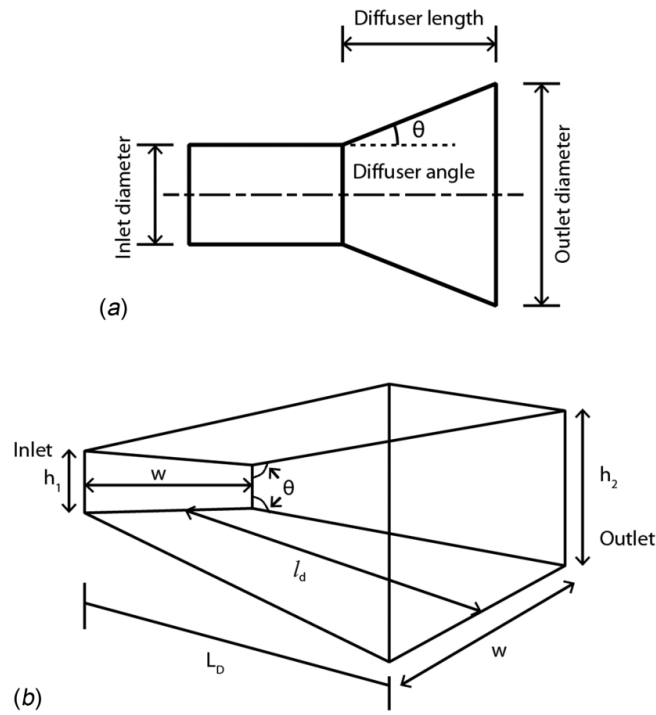 Diffuser length
θ
Diffuser angle
Inlet diameter
Outlet diameter
(a)
Inlet
h1
w
θ
h2
Outlet
ld
w
LD
(b)